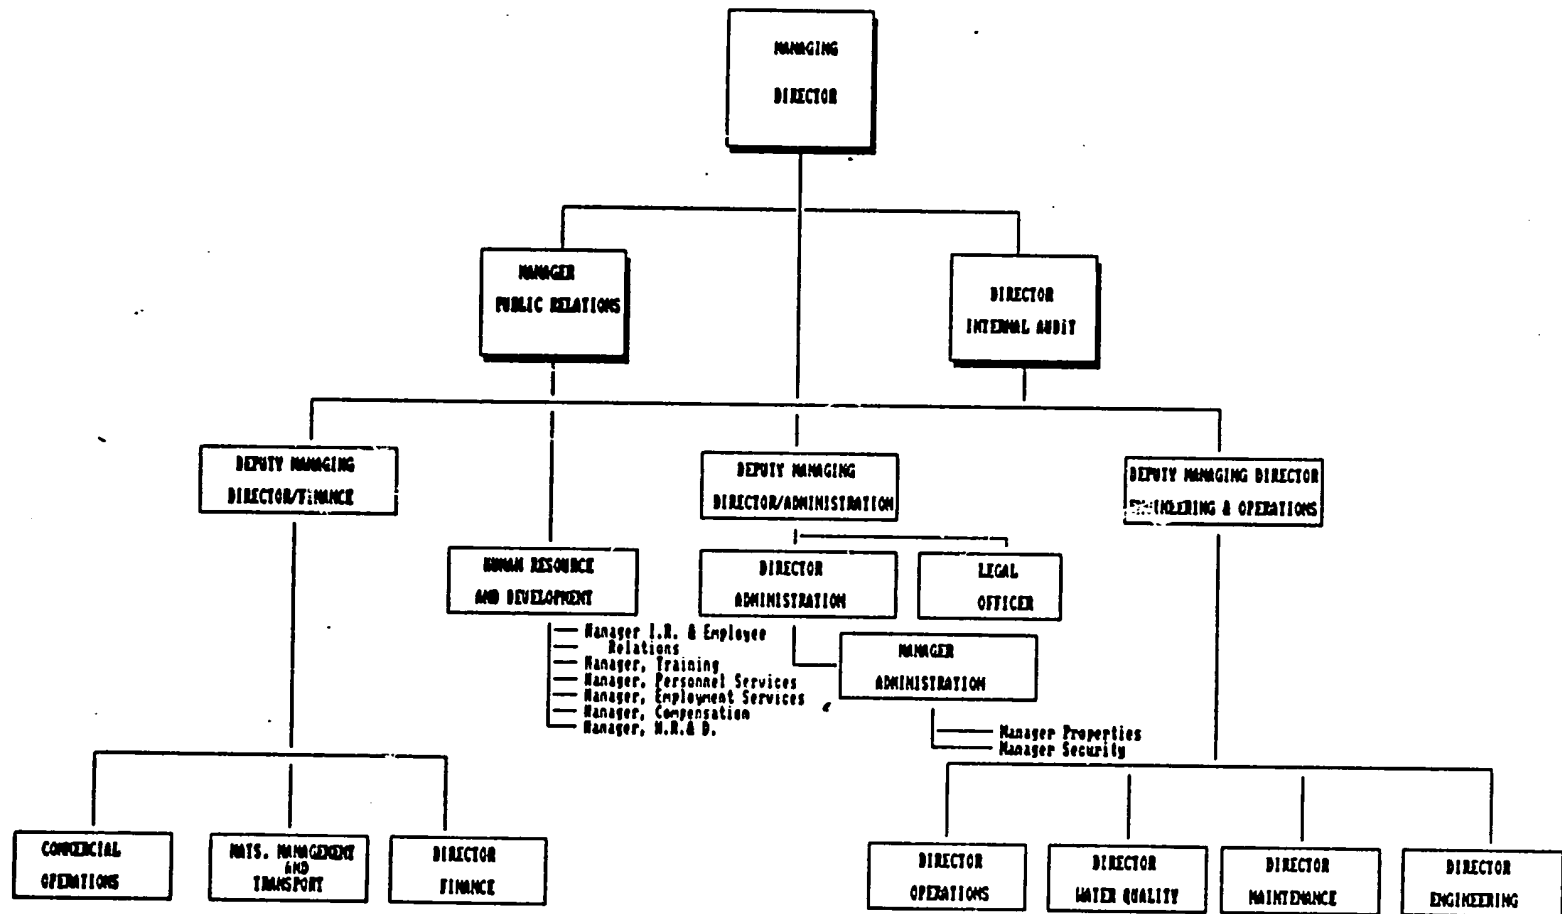 MANAGING
DIRECTOR
MANAGER
PUBLIC RELATIONS
DIRECTOR
INTERNAL AUDIT
DEPUTY MANAGING
DIRECTOR/FINANCE
DEPUTY MANAGING
DIRECTOR/ADMINISTRATION
DEPUTY MANAGING DIRECTOR
ENGINEERING & OPERATIONS
HUMAN RESOURCE
AND DEVELOPMENT
DIRECTOR
ADMINISTRATION
LEGAL
OFFICER
Manager I.R. & Employee
Relations
Manager, Training
Manager, Personnel Services
Manager, Employment Services
Manager, Compensation
Manager, H.R.& D.
MANAGER
ADMINISTRATION
Manager Properties
Manager Security
COMMERCIAL
OPERATIONS
MATS. MANAGEMENT
AND
TRANSPORT
DIRECTOR
FINANCE
DIRECTOR
OPERATIONS
DIRECTOR
WATER QUALITY
DIRECTOR
MAINTENANCE
DIRECTOR
ENGINEERING